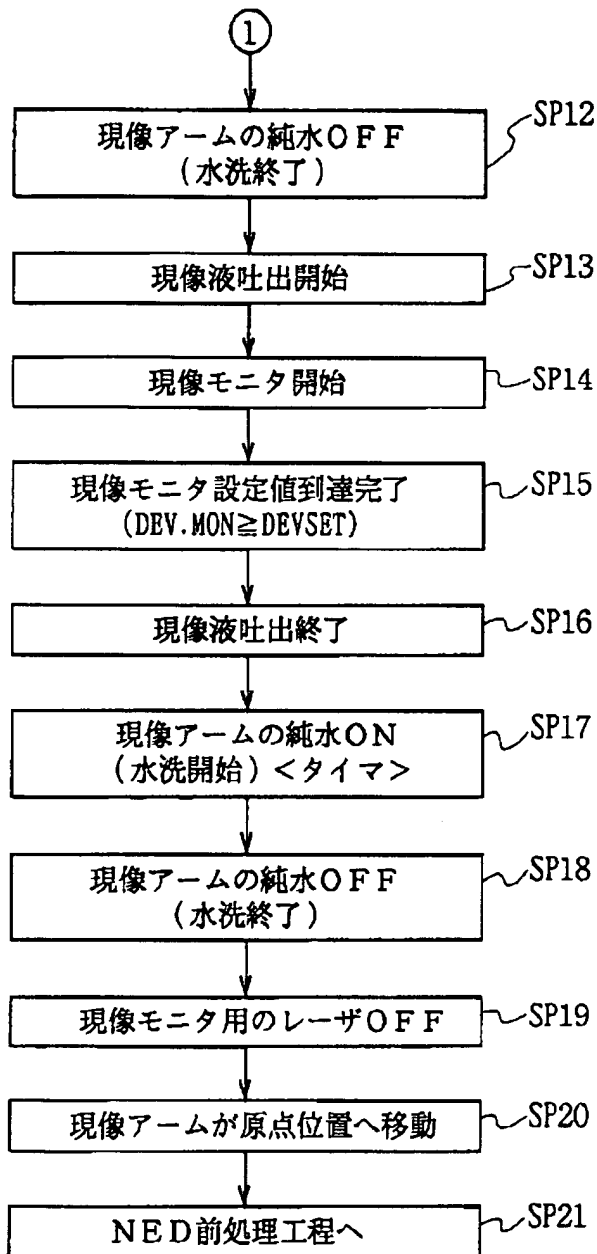 1
現像アームの純水OFF
(水洗終了)
SP12
現像液吐出開始
SP13
現像モニタ開始
SP14
現像モニタ設定値到達完了
(DEV.MON≧DEVSET)
SP15
現像液吐出終了
SP16
現像アームの純水ON
(水洗開始)<タイマ>
SP17
現像アームの純水OFF
(水洗終了)
SP18
現像モニタ用のレーザOFF
SP19
現像アームが原点位置へ移動
SP20
NED前処理工程へ
SP21